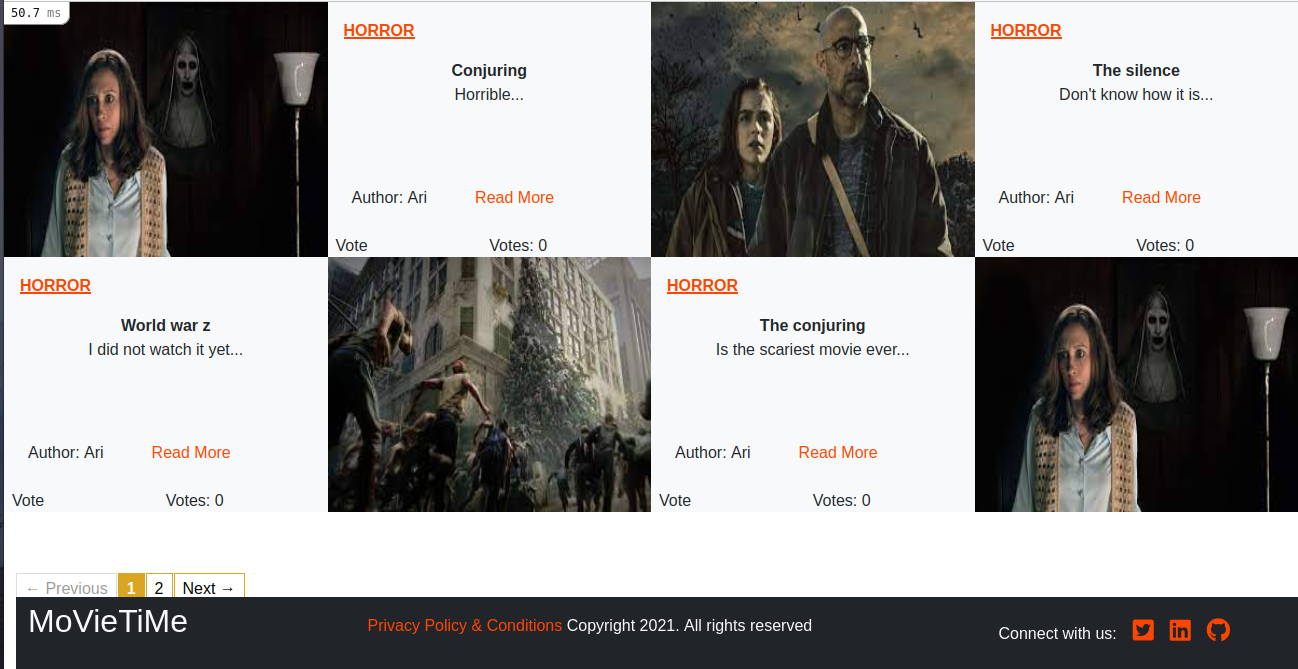 50.7 ms
HORROR
Conjuring
Horrible...
Author: Ari Read More
Vote Votes: 0
HORROR
The silence
Don't know how it is...
Author: Ari Read More
Vote Votes: 0
HORROR
World war z
I did not watch it yet...
Author: Ari Read More
Vote Votes: 0
HORROR
The conjuring
Is the scariest movie ever...
Author: Ari Read More
Vote Votes: 0
← Previous 1 2 Next →
MoVieTiMe
Privacy Policy & Conditions Copyright 2021. All rights reserved
Connect with us: